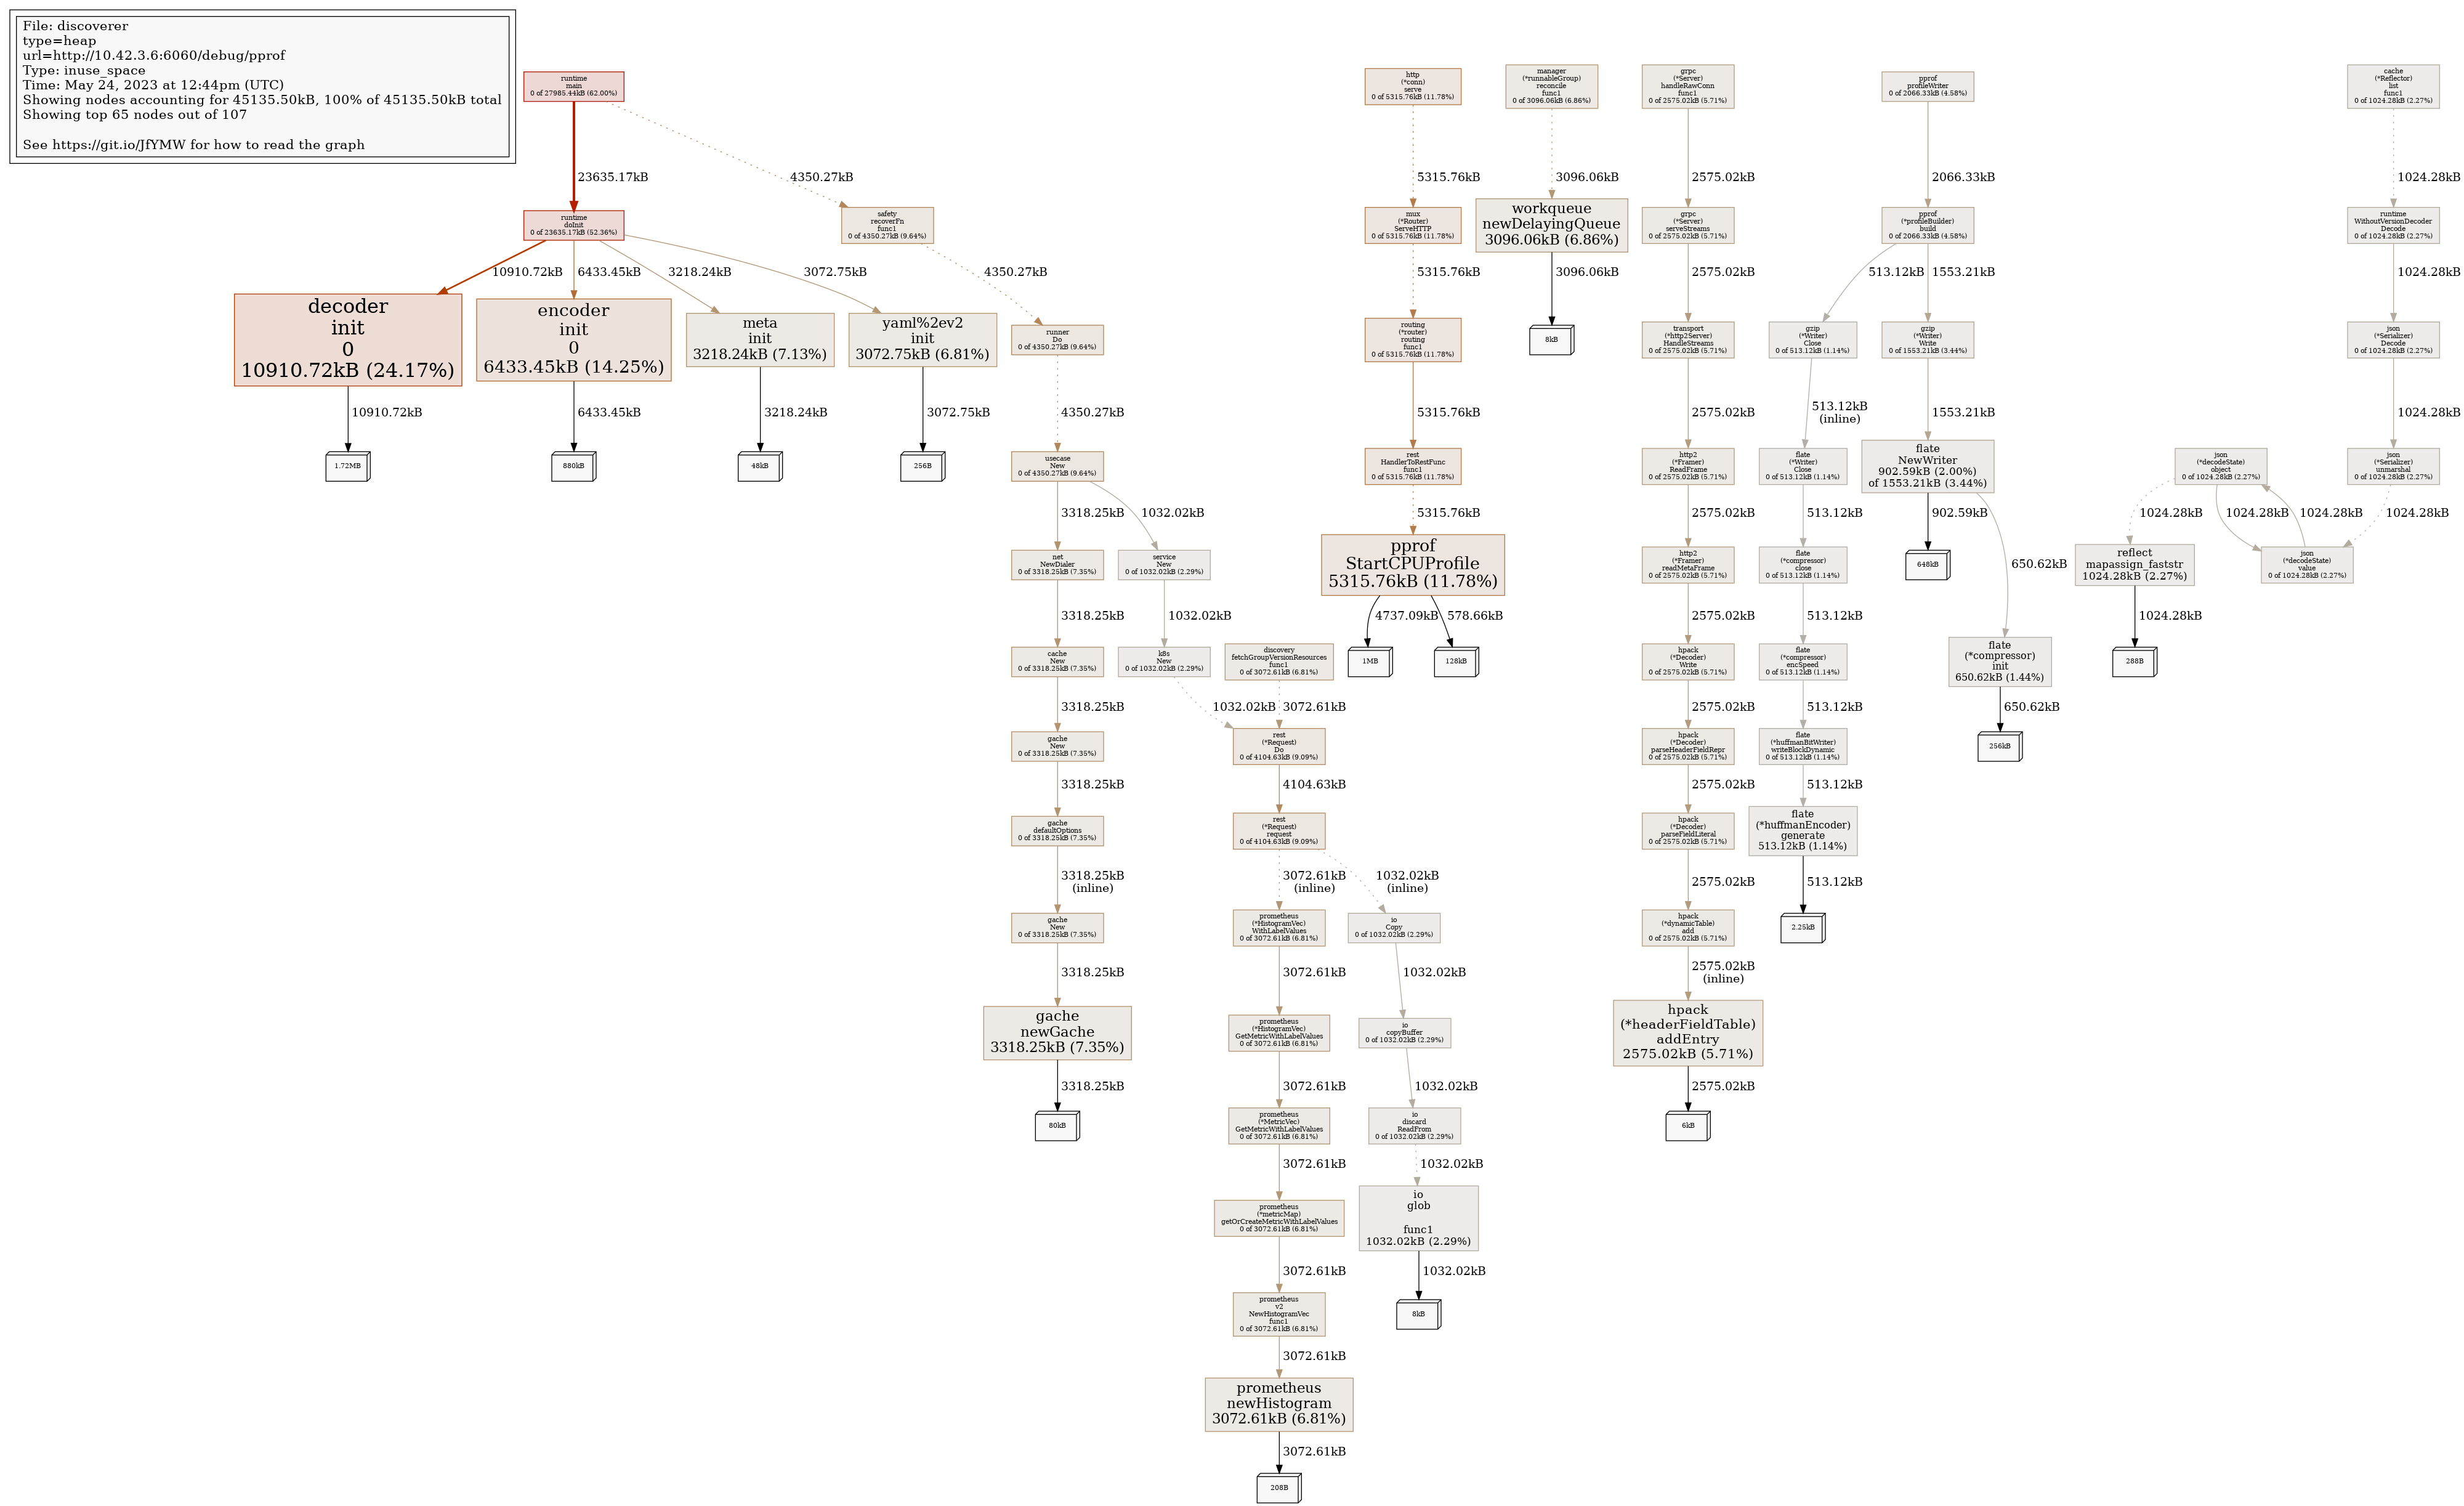 File: discoverer
type=heap
url=http://10.42.3.6:6060/debug/pprof
Type: inuse_space
Time: May 24, 2023 at 12:44pm (UTC)
Showing nodes accounting for 45135.50kB, 100% of 45135.50kB total
Showing top 65 nodes out of 107
See https://git.io/JfYMW for how to read the graph
runtime
main
0 of 27985.44kB (62.00%)
23635.17kB
4350.27kB
runtime
doInit
0 of 23635.17kB (52.36%)
10910.72kB
6433.45kB
3218.24kB
3072.75kB
decoder
init
0
10910.72kB (24.17%)
10910.72kB
1.72MB
encoder
init
0
6433.45kB (14.25%)
6433.45kB
880kB
meta
init
3218.24kB (7.13%)
3218.24kB
48kB
yaml%2ev2
init
3072.75kB (6.81%)
3072.75kB
256B
safety
recoverFn
func1
0 of 4350.27kB (9.64%)
4350.27kB
runner
Do
0 of 4350.27kB (9.64%)
4350.27kB
usecase
New
0 of 4350.27kB (9.64%)
3318.25kB
1032.02kB
net
NewDialer
0 of 3318.25kB (7.35%)
3318.25kB
cache
New
0 of 3318.25kB (7.35%)
3318.25kB
gache
New
0 of 3318.25kB (7.35%)
3318.25kB
gache
defaultOptions
0 of 3318.25kB (7.35%)
3318.25kB
(inline)
gache
New
0 of 3318.25kB (7.35%)
3318.25kB
gache
newGache
3318.25kB (7.35%)
3318.25kB
80kB
service
New
0 of 1032.02kB (2.29%)
1032.02kB
k8s
New
0 of 1032.02kB (2.29%)
1032.02kB
discovery
fetchGroupVersionResources
func1
0 of 3072.61kB (6.81%)
3072.61kB
rest
(*Request)
Do
0 of 4104.63kB (9.09%)
4104.63kB
rest
(*Request)
request
0 of 4104.63kB (9.09%)
3072.61kB
(inline)
1032.02kB
(inline)
prometheus
(*HistogramVec)
WithLabelValues
0 of 3072.61kB (6.81%)
3072.61kB
prometheus
(*HistogramVec)
GetMetricWithLabelValues
0 of 3072.61kB (6.81%)
3072.61kB
prometheus
(*MetricVec)
GetMetricWithLabelValues
0 of 3072.61kB (6.81%)
3072.61kB
prometheus
(*metricMap)
getOrCreateMetricWithLabelValues
0 of 3072.61kB (6.81%)
3072.61kB
prometheus
v2
NewHistogramVec
func1
0 of 3072.61kB (6.81%)
3072.61kB
prometheus
newHistogram
3072.61kB (6.81%)
3072.61kB
208B
io
Copy
0 of 1032.02kB (2.29%)
1032.02kB
io
copyBuffer
0 of 1032.02kB (2.29%)
1032.02kB
io
discard
ReadFrom
0 of 1032.02kB (2.29%)
1032.02kB
io
glob
func1
1032.02kB (2.29%)
1032.02kB
8kB
http
(*conn)
serve
0 of 5315.76kB (11.78%)
5315.76kB
mux
(*Router)
ServeHTTP
0 of 5315.76kB (11.78%)
5315.76kB
routing
(*router)
routing
func1
0 of 5315.76kB (11.78%)
5315.76kB
rest
HandlerToRestFunc
func1
0 of 5315.76kB (11.78%)
5315.76kB
pprof
StartCPUProfile
5315.76kB (11.78%)
4737.09kB
578.66kB
1MB
128kB
manager
(*runnableGroup)
reconcile
func1
0 of 3096.06kB (6.86%)
3096.06kB
workqueue
newDelayingQueue
3096.06kB (6.86%)
3096.06kB
8kB
grpc
(*Server)
handleRawConn
func1
0 of 2575.02kB (5.71%)
2575.02kB
grpc
(*Server)
serveStreams
0 of 2575.02kB (5.71%)
2575.02kB
transport
(*http2Server)
HandleStreams
0 of 2575.02kB (5.71%)
2575.02kB
http2
(*Framer)
ReadFrame
0 of 2575.02kB (5.71%)
2575.02kB
http2
(*Framer)
readMetaFrame
0 of 2575.02kB (5.71%)
2575.02kB
hpack
(*Decoder)
Write
0 of 2575.02kB (5.71%)
2575.02kB
hpack
(*Decoder)
parseHeaderFieldRepr
0 of 2575.02kB (5.71%)
2575.02kB
hpack
(*Decoder)
parseFieldLiteral
0 of 2575.02kB (5.71%)
2575.02kB
hpack
(*dynamicTable)
add
0 of 2575.02kB (5.71%)
2575.02kB
(inline)
hpack
(*headerFieldTable)
addEntry
2575.02kB (5.71%)
2575.02kB
6kB
pprof
profileWriter
0 of 2066.33kB (4.58%)
2066.33kB
pprof
(*profileBuilder)
build
0 of 2066.33kB (4.58%)
513.12kB
1553.21kB
gzip
(*Writer)
Close
0 of 513.12kB (1.14%)
513.12kB
(inline)
flate
(*Writer)
Close
0 of 513.12kB (1.14%)
513.12kB
flate
(*compressor)
close
0 of 513.12kB (1.14%)
513.12kB
flate
(*compressor)
encSpeed
0 of 513.12kB (1.14%)
513.12kB
flate
(*huffmanBitWriter)
writeBlockDynamic
0 of 513.12kB (1.14%)
513.12kB
flate
(*huffmanEncoder)
generate
513.12kB (1.14%)
513.12kB
2.25kB
gzip
(*Writer)
Write
0 of 1553.21kB (3.44%)
1553.21kB
flate
NewWriter
902.59kB (2.00%)
of 1553.21kB (3.44%)
902.59kB
648kB
650.62kB
flate
(*compressor)
init
650.62kB (1.44%)
650.62kB
256kB
cache
(*Reflector)
list
func1
0 of 1024.28kB (2.27%)
1024.28kB
runtime
WithoutVersionDecoder
Decode
0 of 1024.28kB (2.27%)
1024.28kB
json
(*Serializer)
Decode
0 of 1024.28kB (2.27%)
1024.28kB
json
(*Serializer)
unmarshal
0 of 1024.28kB (2.27%)
1024.28kB
json
(*decodeState)
object
0 of 1024.28kB (2.27%)
1024.28kB
1024.28kB
1024.28kB
json
(*decodeState)
value
0 of 1024.28kB (2.27%)
reflect
mapassign_faststr
1024.28kB (2.27%)
1024.28kB
288B